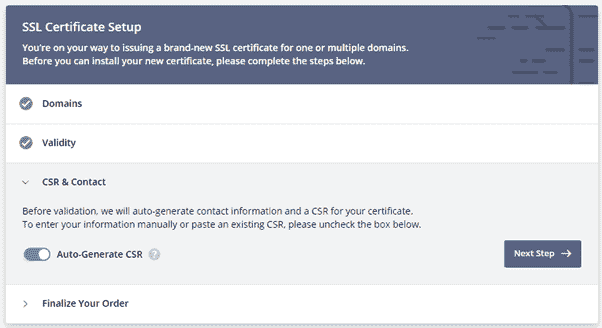 SSL Certificate Setup
You're on your way to issuing a brand-new SSL certificate for one or multiple domains.
Before you can install your new certificate, please complete the steps below.
Domains
Validity
CSR & Contact
Before validation, we will auto-generate contact information and a CSR for your certificate.
To enter your information manually or paste an existing CSR, please uncheck the box below.
Auto-Generate CSR ?
Next Step →
Finalize Your Order